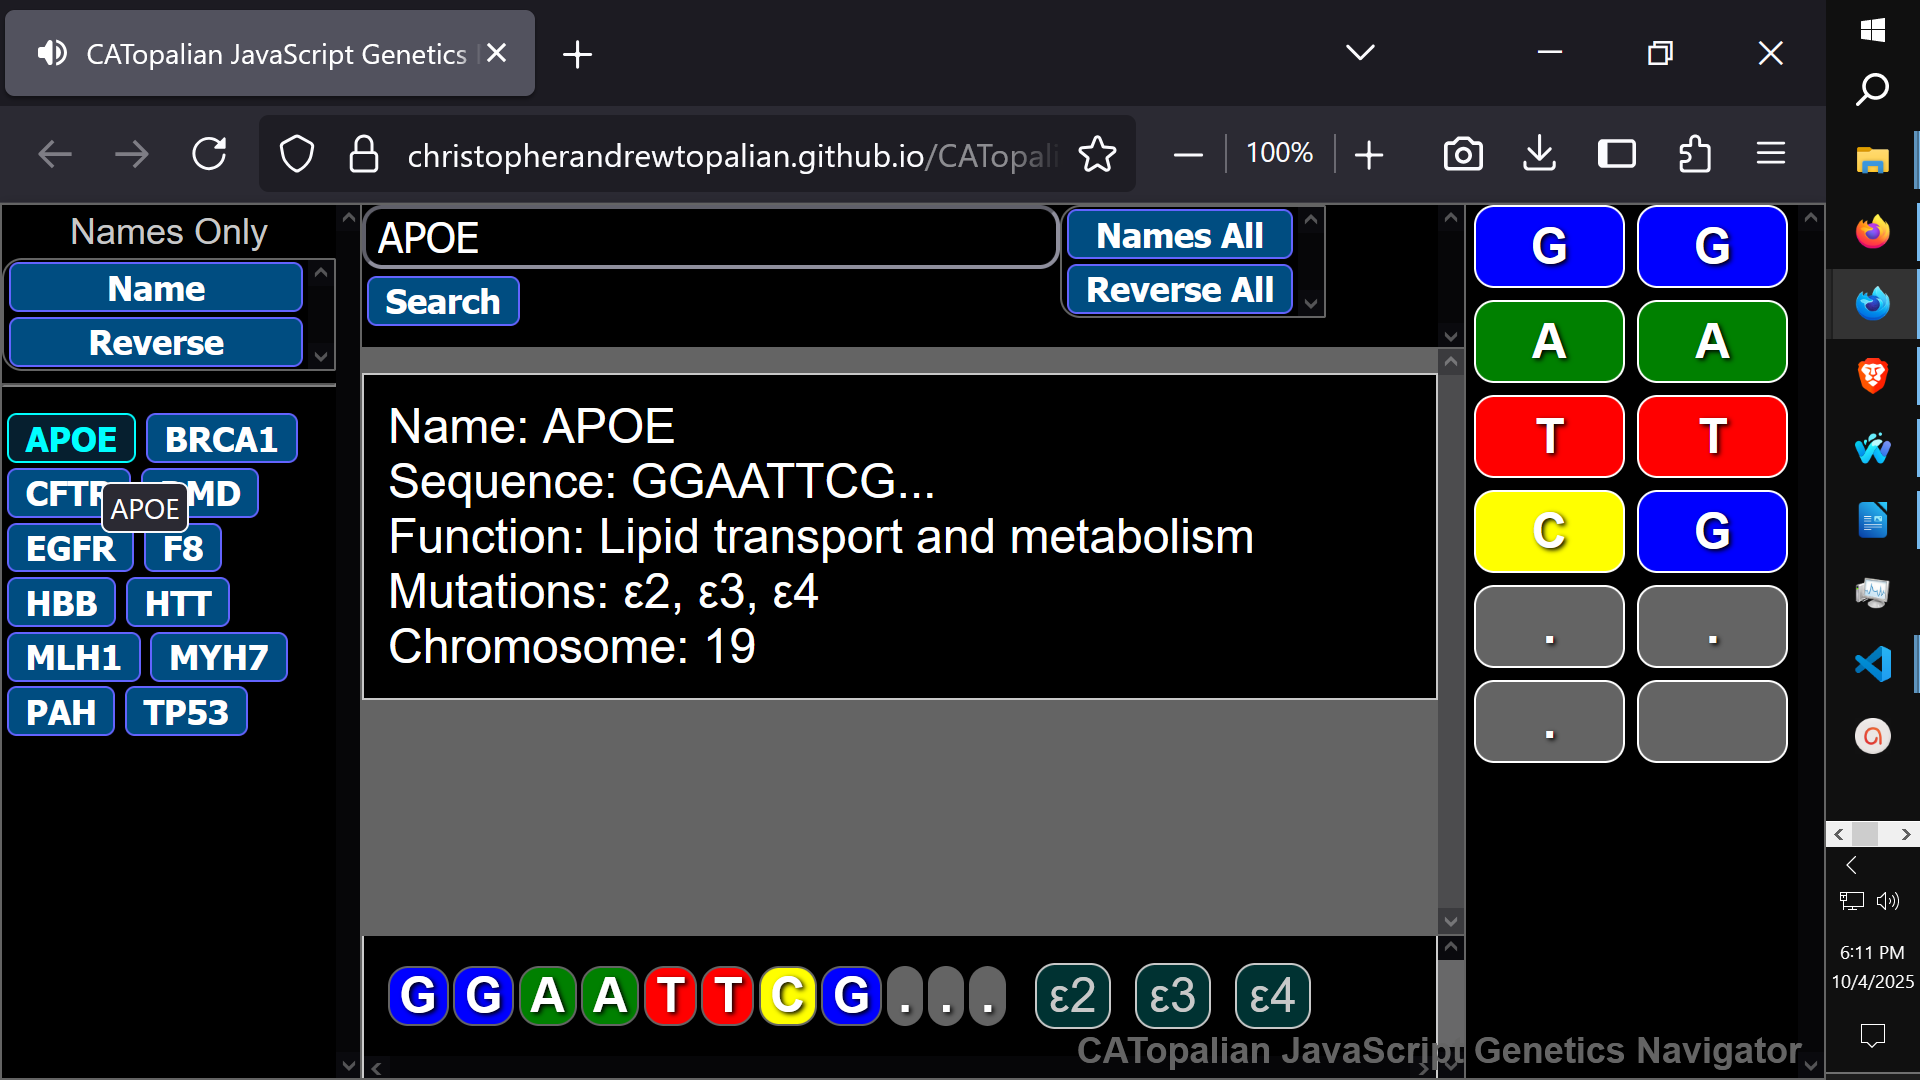 CATopalian JavaScript Genetics
christopherandrewtopalian.github.io/CATopali
100%
Names Only
Name
Reverse
APOE
BRCA1
CFTR
MD
APOE
EGFR
F8
HBB
HTT
MLH1
MYH7
PAH
TP53
APOE
Search
Names All
Reverse All
Name: APOE
Sequence: GGAATTCG...
Function: Lipid transport and metabolism
Mutations: ε2, ε3, ε4
Chromosome: 19
G G A A T T C G . . . ε2 ε3 ε4
G G
A A
T T
C G
. .
.
CATopalian JavaScript Genetics Navigator
6:11 PM
10/4/2025